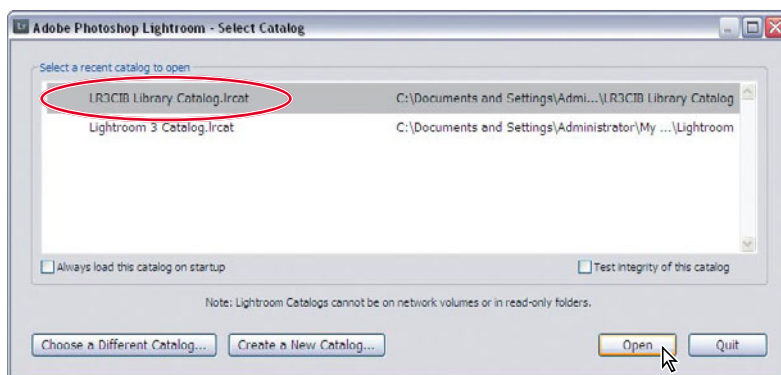 Lr Adobe Photoshop Lightroom - Select Catalog
Select a recent catalog to open
LR3CIB Library Catalog.lrcat C:\Documents and Settings\Admi...\LR3CIB Library Catalog
Lightroom 3 Catalog.lrcat C:\Documents and Settings\Administrator\My ...\Lightroom
Always load this catalog on startup Test integrity of this catalog
Note: Lightroom Catalogs cannot be on network volumes or in read-only folders.
Choose a Different Catalog... Create a New Catalog... Open Quit